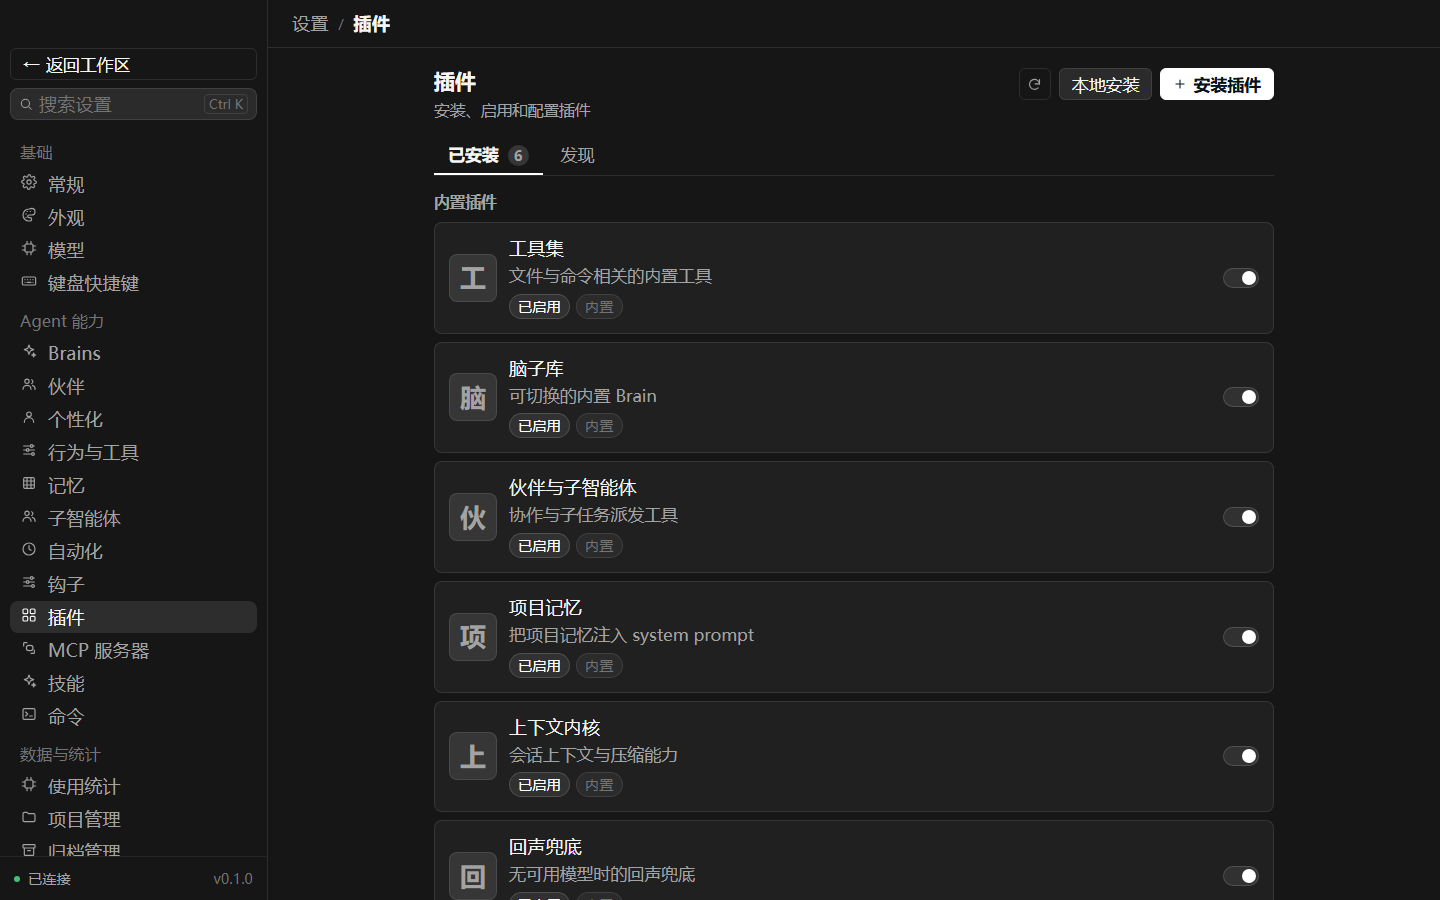 设置 / 插件
← 返回工作区
搜索设置 Ctrl K
基础
常规
外观
模型
键盘快捷键
Agent 能力
Brains
伙伴
个性化
行为与工具
记忆
子智能体
自动化
钩子
插件
MCP 服务器
技能
命令
数据与统计
使用统计
项目管理
归档管理
已连接 v0.1.0
插件
安装、启用和配置插件
本地安装
+ 安装插件
已安装 6 发现
内置插件
工
工具集
文件与命令相关的内置工具
已启用 内置
脑
脑子库
可切换的内置 Brain
已启用 内置
伙
伙伴与子智能体
协作与子任务派发工具
已启用 内置
项
项目记忆
把项目记忆注入 system prompt
已启用 内置
上
上下文内核
会话上下文与压缩能力
已启用 内置
回
回声兜底
无可用模型时的回声兜底